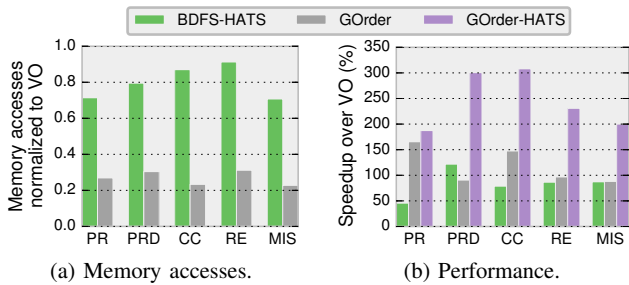 BDFS-HATS GOrder GOrder-HATS
Memory accesses
normalized to VO
1.0
0.8
0.6
0.4
0.2
0.0
PR PRD CC RE MIS
(a) Memory accesses.
Speedup over VO (%)
350
300
250
200
150
100
50
0
PR PRD CC RE MIS
(b) Performance.